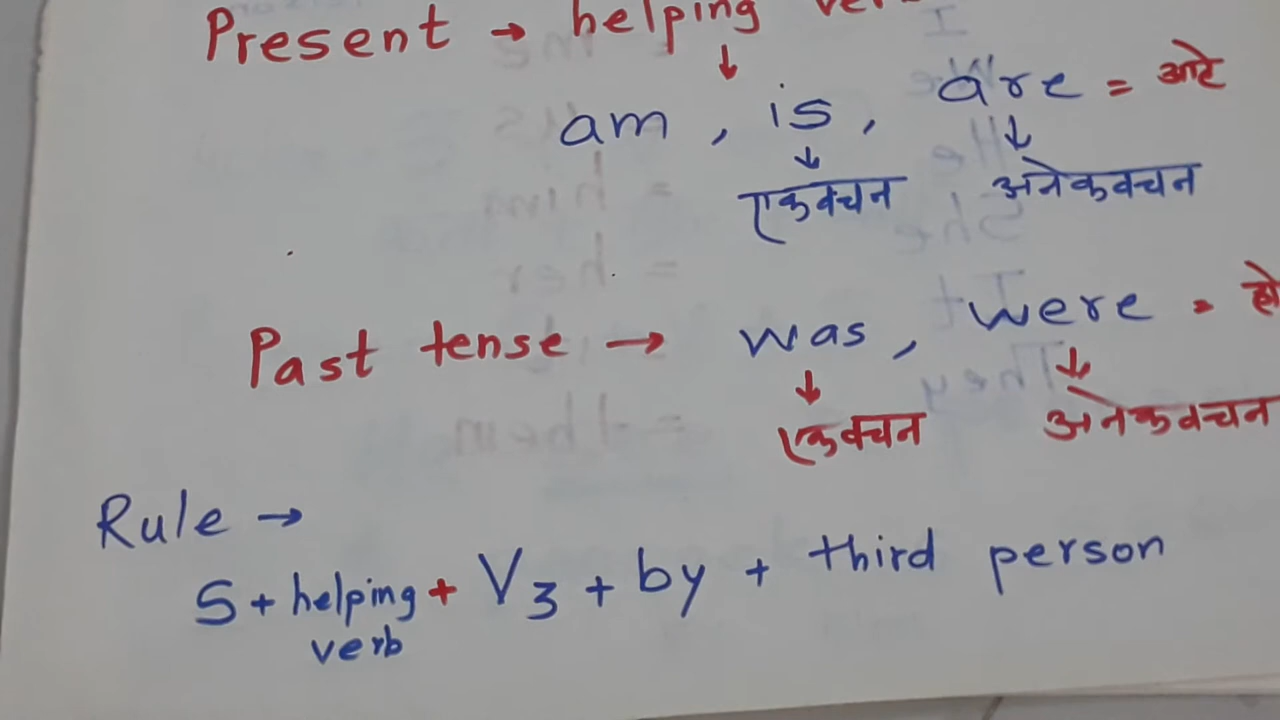 Present → helping
↓
am , is , are = आहे
↓ ↓
एकवचन अनेकवचन
Past tense → was , were =
↓ ↓
एकवचन अनेकवचन
Rule →
S + helping + V3 + by + third person
verb